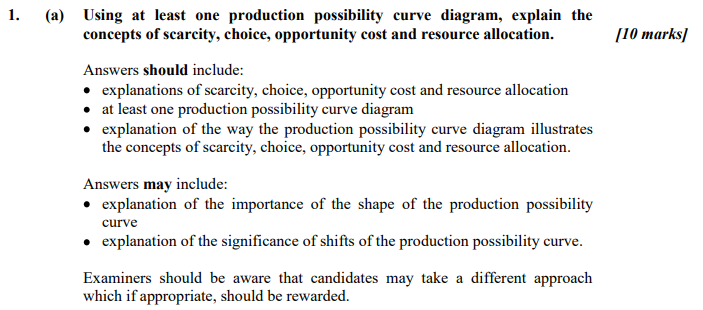 1. (a) Using at least one production possibility curve diagram, explain the
concepts of scarcity, choice, opportunity cost and resource allocation. [10 marks]
Answers should include:
• explanations of scarcity, choice, opportunity cost and resource allocation
• at least one production possibility curve diagram
• explanation of the way the production possibility curve diagram illustrates
the concepts of scarcity, choice, opportunity cost and resource allocation.
Answers may include:
• explanation of the importance of the shape of the production possibility
curve
• explanation of the significance of shifts of the production possibility curve.
Examiners should be aware that candidates may take a different approach
which if appropriate, should be rewarded.